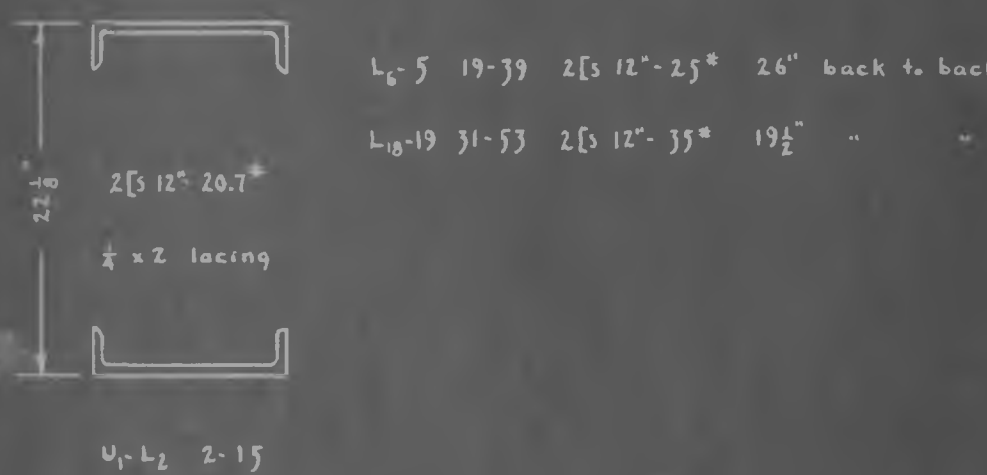 L₆-5 19-39 2[s 12"-25# 26" back to bac
L₁₈-19 31-53 2[s 12"-35# 19½" " "
22⅛
2[s 12"- 20.7#
¼ x 2 lacing
U₁-L₂ 2-15